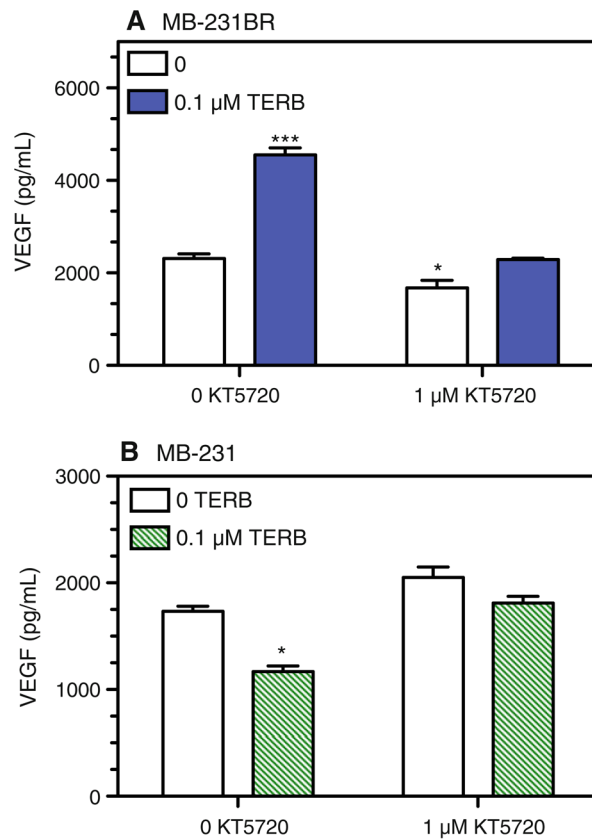 A MB-231BR
0
0.1 µM TERB
VEGF (pg/mL)
6000
4000
2000
0
***
*
0 KT5720 1 µM KT5720
B MB-231
0 TERB
0.1 µM TERB
VEGF (pg/mL)
3000
2000
1000
0
*
0 KT5720 1 µM KT5720